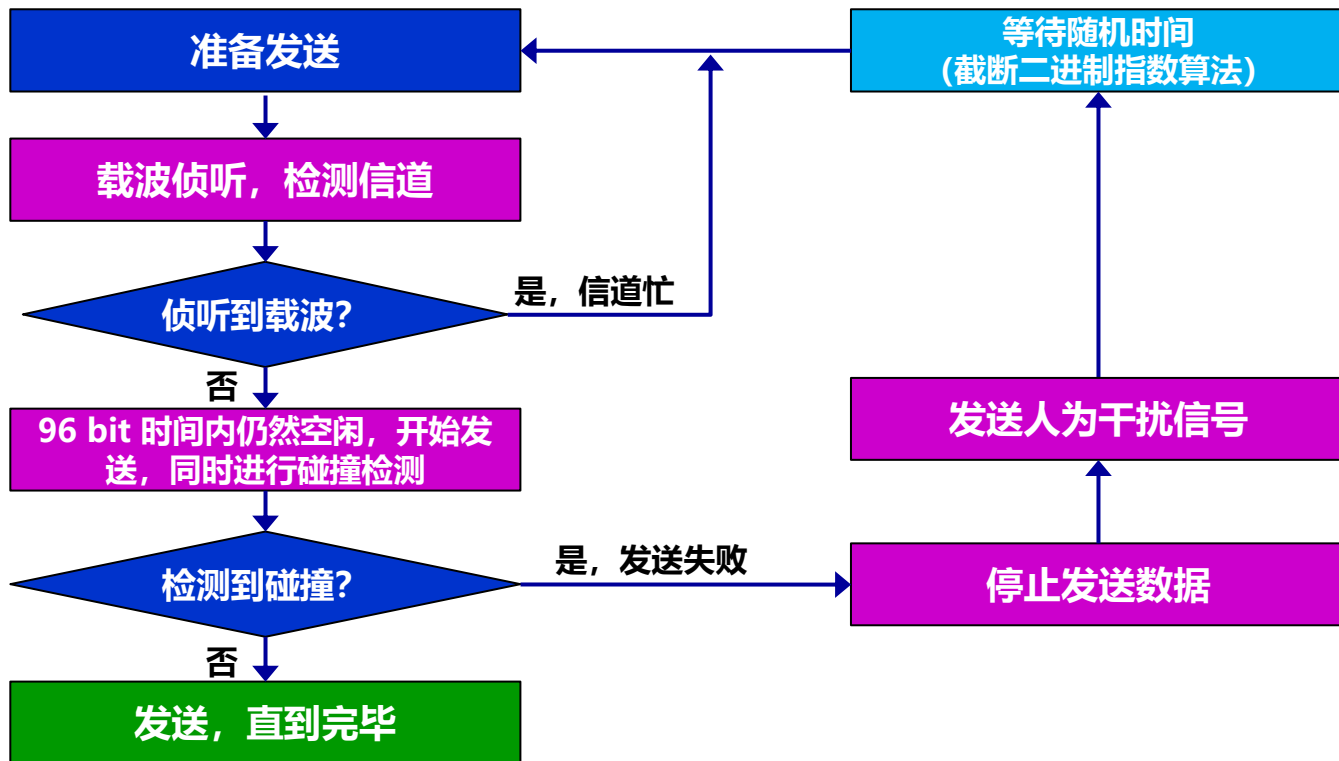 准备发送
等待随机时间
（截断二进制指数算法）
载波侦听，检测信道
侦听到载波？
是，信道忙
否
96 bit 时间内仍然空闲，开始发
送，同时进行碰撞检测
发送人为干扰信号
检测到碰撞？
是，发送失败
停止发送数据
否
发送，直到完毕